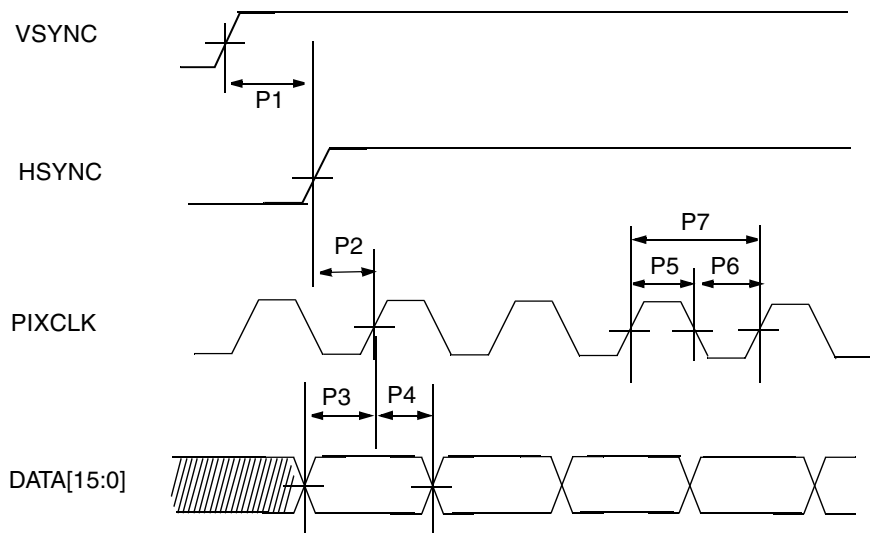 VSYNC
P1
HSYNC
P2
P7
P5 P6
PIXCLK
P3 P4
DATA[15:0]